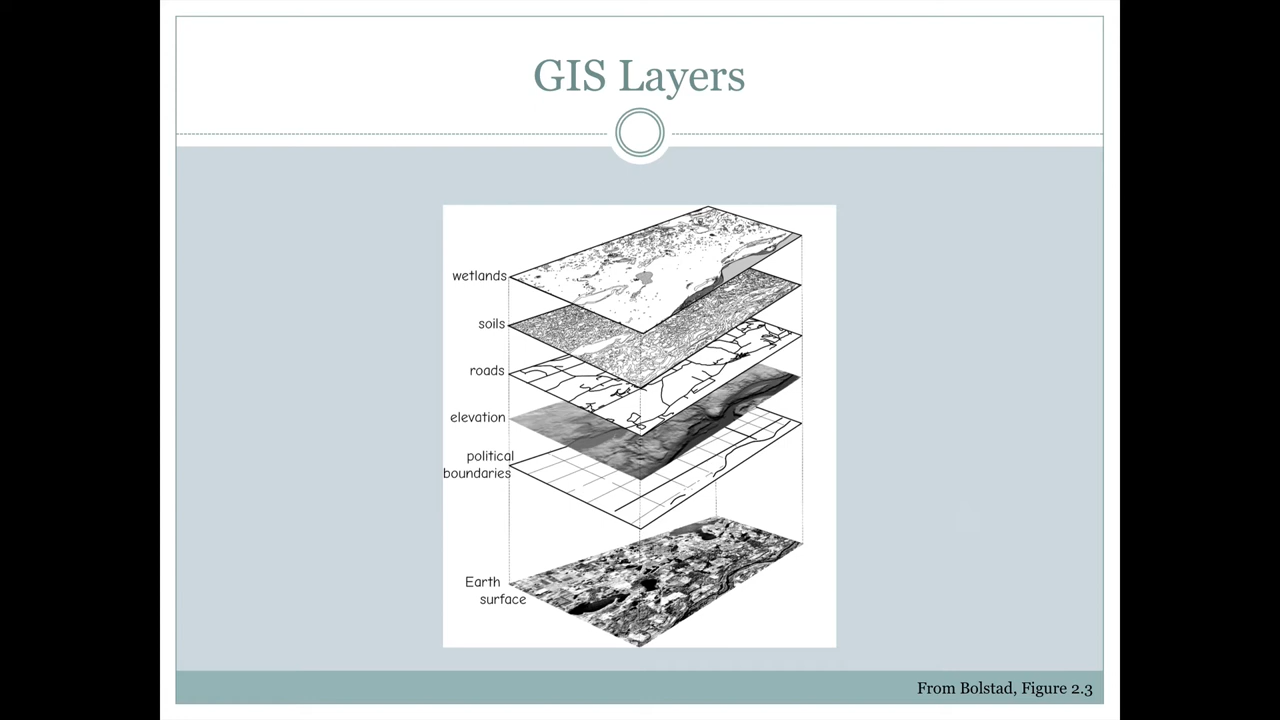 GIS Layers
wetlands
soils
roads
elevation
political
boundaries
Earth
surface
From Bolstad, Figure 2.3